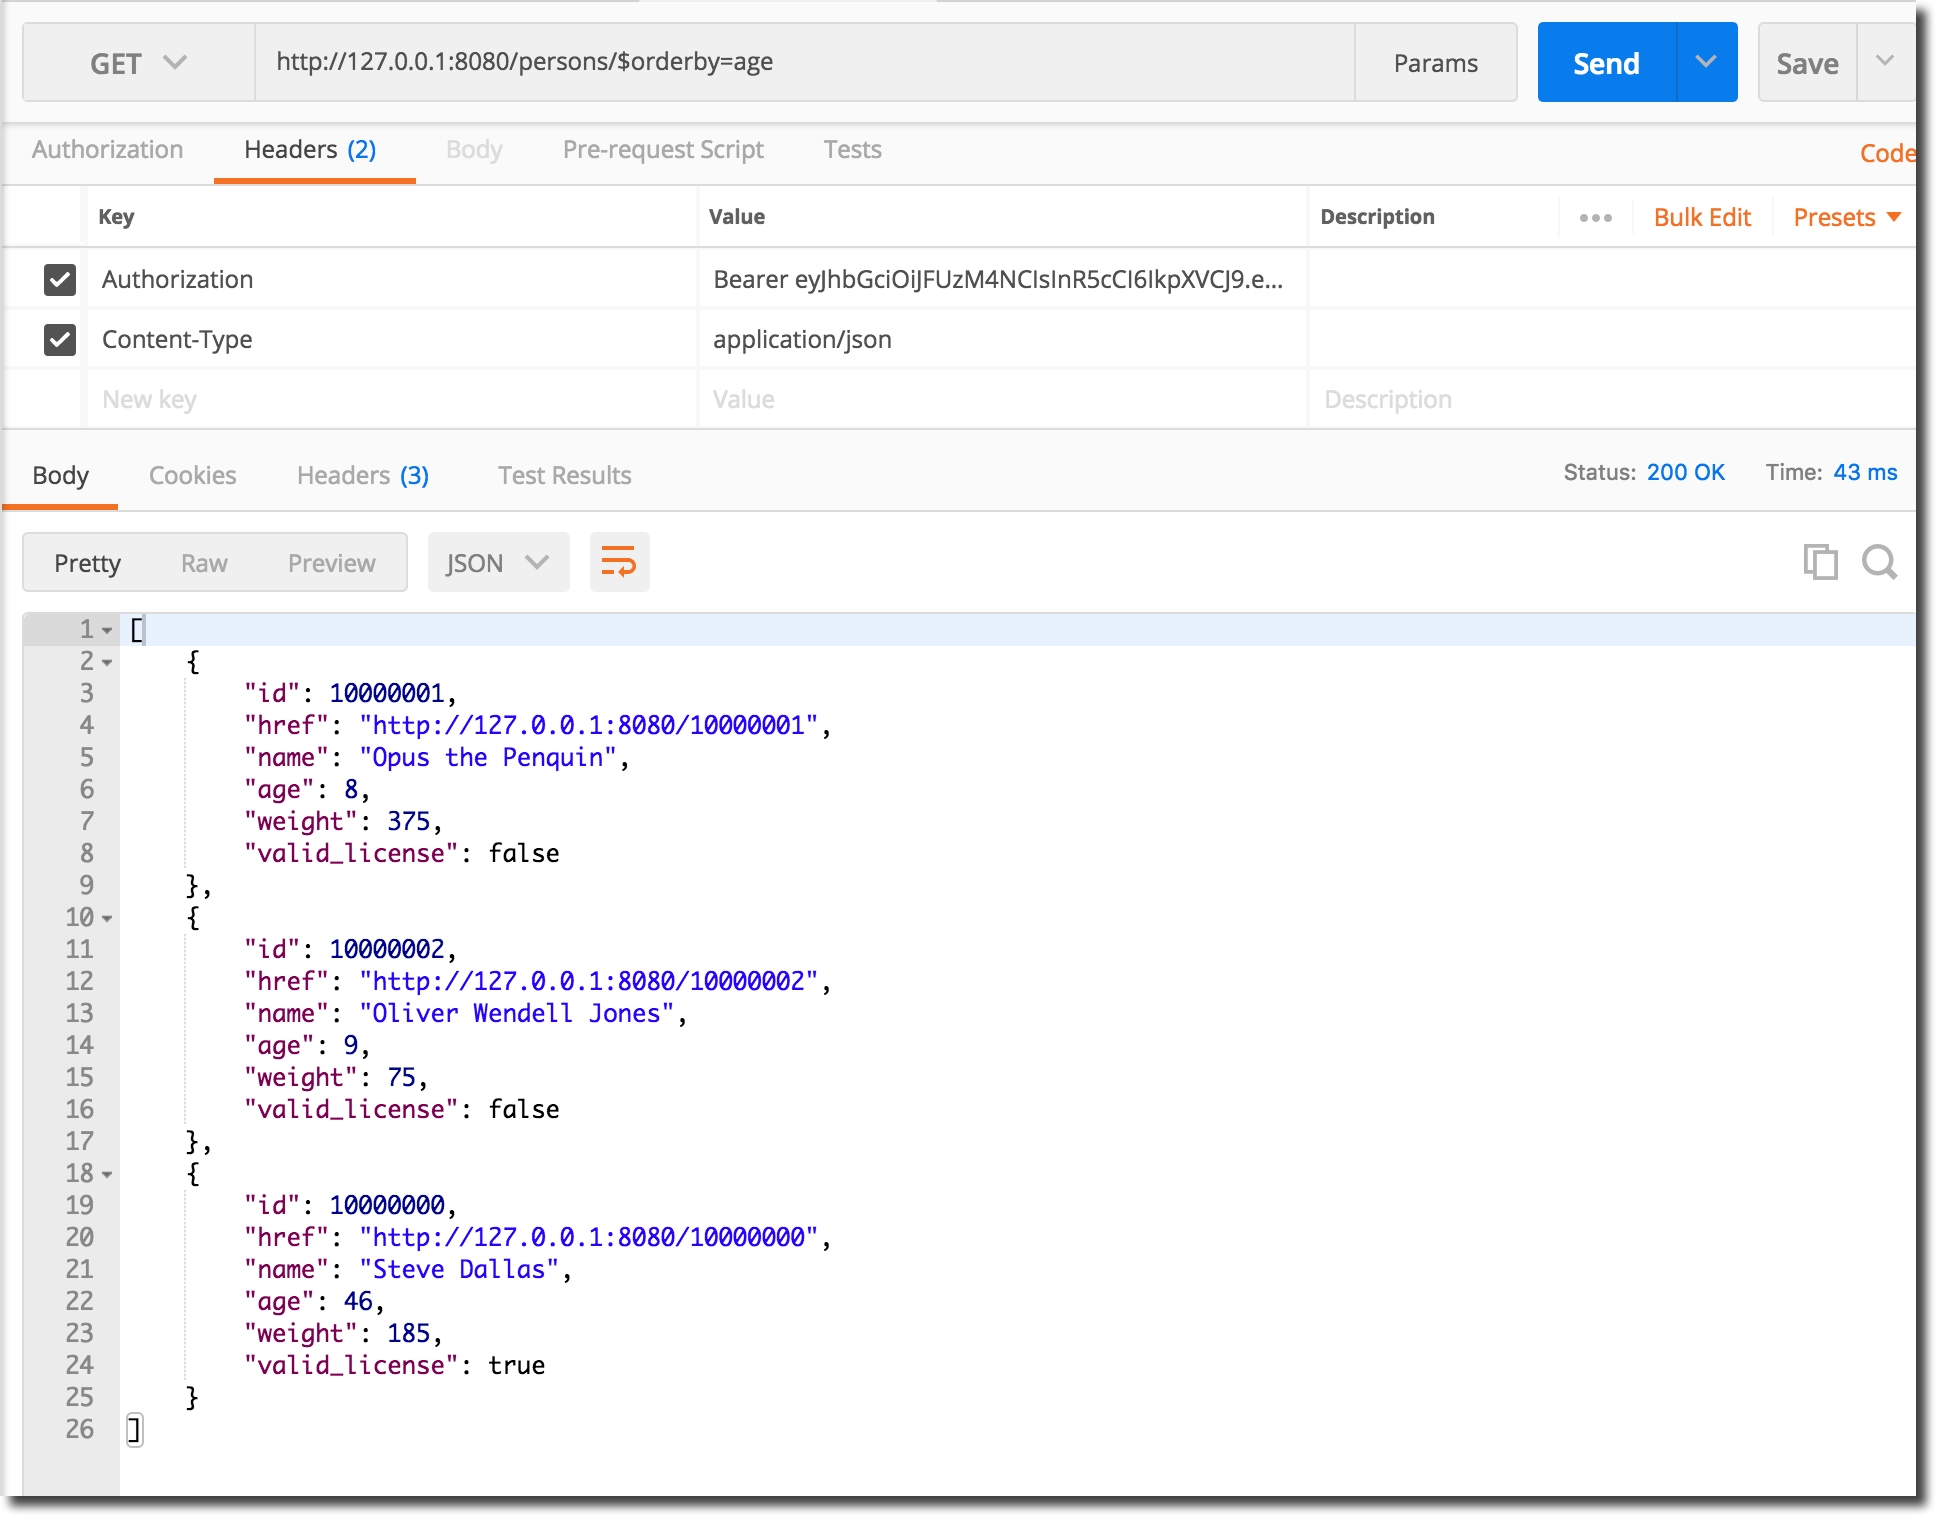 GET http://127.0.0.1:8080/persons/$orderby=age Params Send Save
Authorization Headers (2) Body Pre-request Script Tests Code
Key Value Description ••• Bulk Edit Presets
Authorization Bearer eyJhbGciOiJFUzM4NCIsInR5cCI6IkpXVCJ9.e...
Content-Type application/json
New key Value Description
Body Cookies Headers (3) Test Results Status: 200 OK Time: 43 ms
Pretty Raw Preview JSON
1 [
2 {
3 "id": 10000001,
4 "href": "http://127.0.0.1:8080/10000001",
5 "name": "Opus the Penquin",
6 "age": 8,
7 "weight": 375,
8 "valid_license": false
9 },
10 {
11 "id": 10000002,
12 "href": "http://127.0.0.1:8080/10000002",
13 "name": "Oliver Wendell Jones",
14 "age": 9,
15 "weight": 75,
16 "valid_license": false
17 },
18 {
19 "id": 10000000,
20 "href": "http://127.0.0.1:8080/10000000",
21 "name": "Steve Dallas",
22 "age": 46,
23 "weight": 185,
24 "valid_license": true
25 }
26 ]